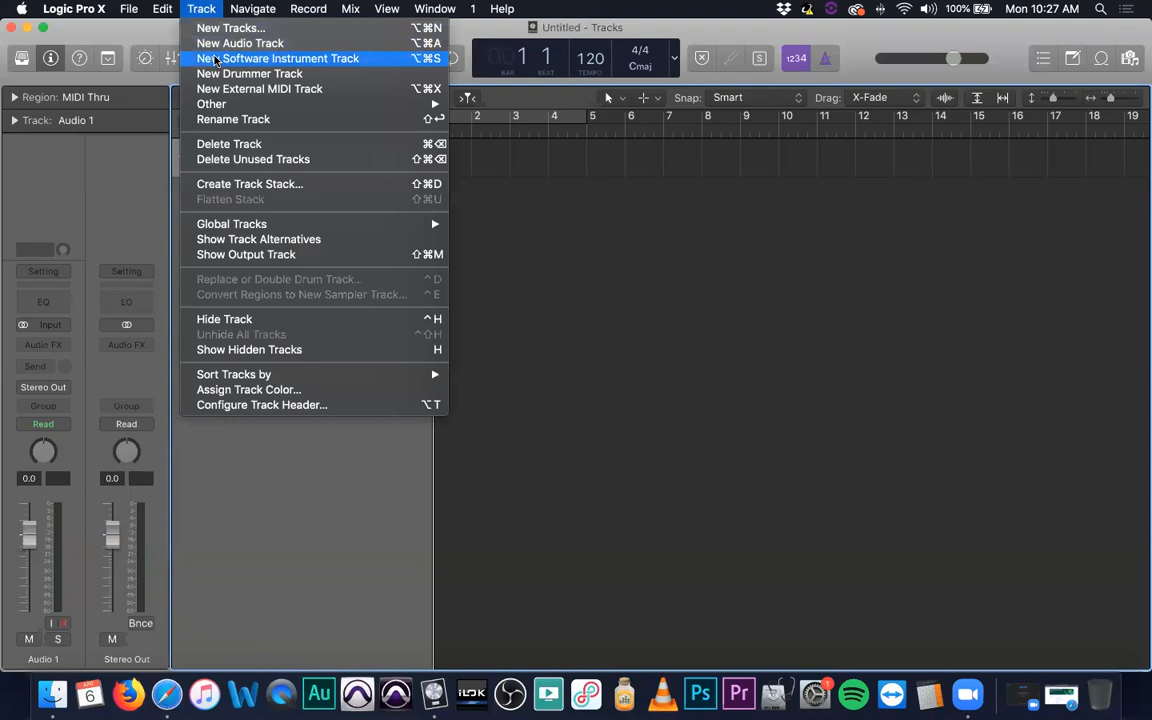 Logic Pro X File Edit Track Navigate Record Mix View Window 1 Help 100% Mon 10:27 AM
Untitled - Tracks
New Tracks... ⌥⌘N
New Audio Track ⌥⌘A
New Software Instrument Track ⌥⌘S
New Drummer Track
New External MIDI Track ⌥⌘X
Other
Rename Track ⇧↩
Delete Track ⌘⌫
Delete Unused Tracks ⇧⌘⌫
Create Track Stack... ⇧⌘D
Flatten Stack ⇧⌘U
Global Tracks
Show Track Alternatives
Show Output Track ⇧⌘M
Replace or Double Drum Track... ^D
Convert Regions to New Sampler Track... ^E
Hide Track ^H
Unhide All Tracks ^⇧H
Show Hidden Tracks H
Sort Tracks by
Assign Track Color...
Configure Track Header... ⌥T
1 1 120 4/4
BAR BEAT TEMPO Cmaj
1234
S
Region: MIDI Thru
Track: Audio 1
Snap: Smart Drag: X-Fade
2 3 4 5 6 7 8 9 10 11 12 13 14 15 16 17 18 19
Setting Setting
EQ EQ
Input
Audio FX Audio FX
Send
Stereo Out
Group Group
Read Read
0.0 0.0
I R Bnce
M S M
Audio 1 Stereo Out
APR
6
Au
iLOK
Ps
Pr
1